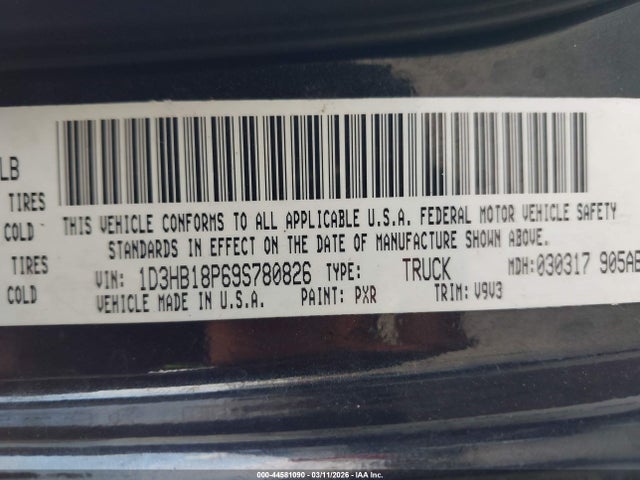 LB
TIRES
COLD
TIRES
COLD
THIS VEHICLE CONFORMS TO ALL APPLICABLE U.S.A. FEDERAL MOTOR VEHICLE SAFETY
STANDARDS IN EFFECT ON THE DATE OF MANUFACTURE SHOWN ABOVE.
VIN: 1D3HB18P69S780826 TYPE: TRUCK MDH:030317 905AB
VEHICLE MADE IN U.S.A. PAINT: PXR TRIM: V9V3
000-44581090 - 03/11/2026 - IAA Inc.